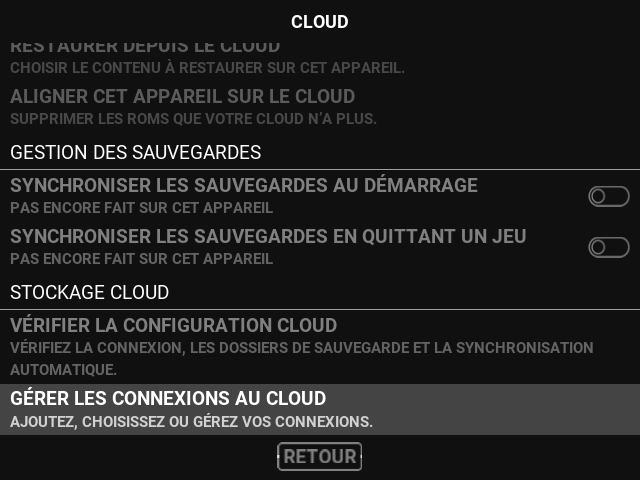 CLOUD
RESTAURER DEPUIS LE CLOUD
CHOISIR LE CONTENU À RESTAURER SUR CET APPAREIL.
ALIGNER CET APPAREIL SUR LE CLOUD
SUPPRIMER LES ROMS QUE VOTRE CLOUD N’A PLUS.
GESTION DES SAUVEGARDES
SYNCHRONISER LES SAUVEGARDES AU DÉMARRAGE
PAS ENCORE FAIT SUR CET APPAREIL
SYNCHRONISER LES SAUVEGARDES EN QUITTANT UN JEU
PAS ENCORE FAIT SUR CET APPAREIL
STOCKAGE CLOUD
VÉRIFIER LA CONFIGURATION CLOUD
VÉRIFIEZ LA CONNEXION, LES DOSSIERS DE SAUVEGARDE ET LA SYNCHRONISATION
AUTOMATIQUE.
GÉRER LES CONNEXIONS AU CLOUD
AJOUTEZ, CHOISISSEZ OU GÉREZ VOS CONNEXIONS.
RETOUR